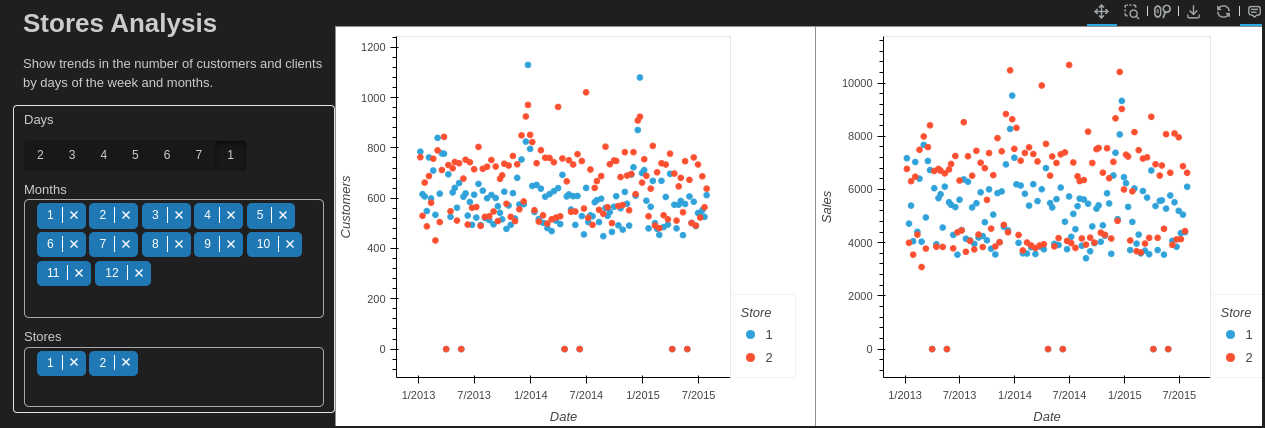 Stores Analysis
Show trends in the number of customers and clients
by days of the week and months.
Days
2 3 4 5 6 7 1
Months
1 × 2 × 3 × 4 × 5 ×
6 × 7 × 8 × 9 × 10 ×
11 × 12 ×
Stores
1 × 2 ×
1200
1000
800
600
400
200
0
Customers
1/2013 7/2013 1/2014 7/2014 1/2015 7/2015
Date
Store
1
2
10000
8000
6000
4000
2000
0
Sales
1/2013 7/2013 1/2014 7/2014 1/2015 7/2015
Date
Store
1
2